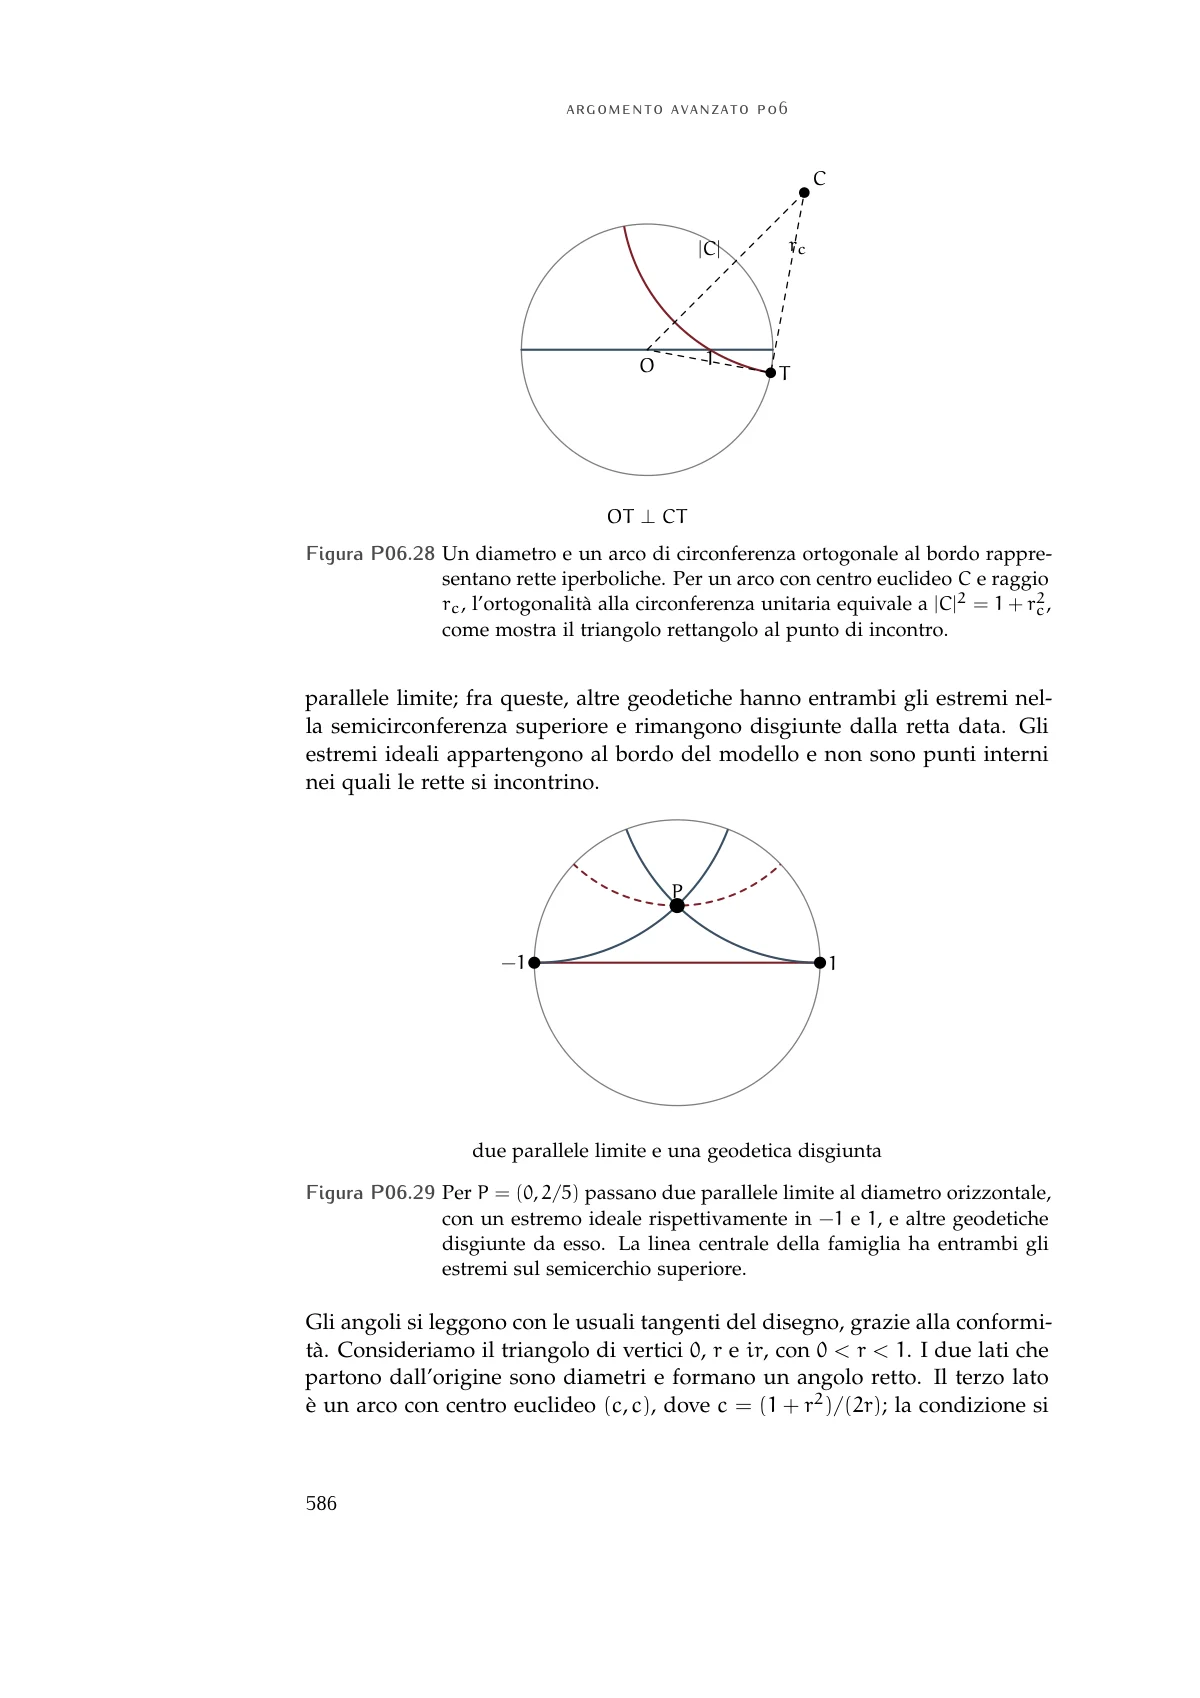 ARGOMENTO AVANZATO P06
C
|C|
r_c
1
O
T
OT ⊥ CT
Figura P06.28 Un diametro e un arco di circonferenza ortogonale al bordo rappre-
sentano rette iperboliche. Per un arco con centro euclideo C e raggio
r_c, l'ortogonalità alla circonferenza unitaria equivale a |C|² = 1 + r_c²,
come mostra il triangolo rettangolo al punto di incontro.
parallele limite; fra queste, altre geodetiche hanno entrambi gli estremi nel-
la semicirconferenza superiore e rimangono disgiunte dalla retta data. Gli
estremi ideali appartengono al bordo del modello e non sono punti interni
nei quali le rette si incontrino.
P
−1
1
due parallele limite e una geodetica disgiunta
Figura P06.29 Per P = (0, 2/5) passano due parallele limite al diametro orizzontale,
con un estremo ideale rispettivamente in −1 e 1, e altre geodetiche
disgiunte da esso. La linea centrale della famiglia ha entrambi gli
estremi sul semicerchio superiore.
Gli angoli si leggono con le usuali tangenti del disegno, grazie alla conformi-
tà. Consideriamo il triangolo di vertici 0, r e ir, con 0 < r < 1. I due lati che
partono dall'origine sono diametri e formano un angolo retto. Il terzo lato
è un arco con centro euclideo (c, c), dove c = (1 + r²)/(2r); la condizione si
586